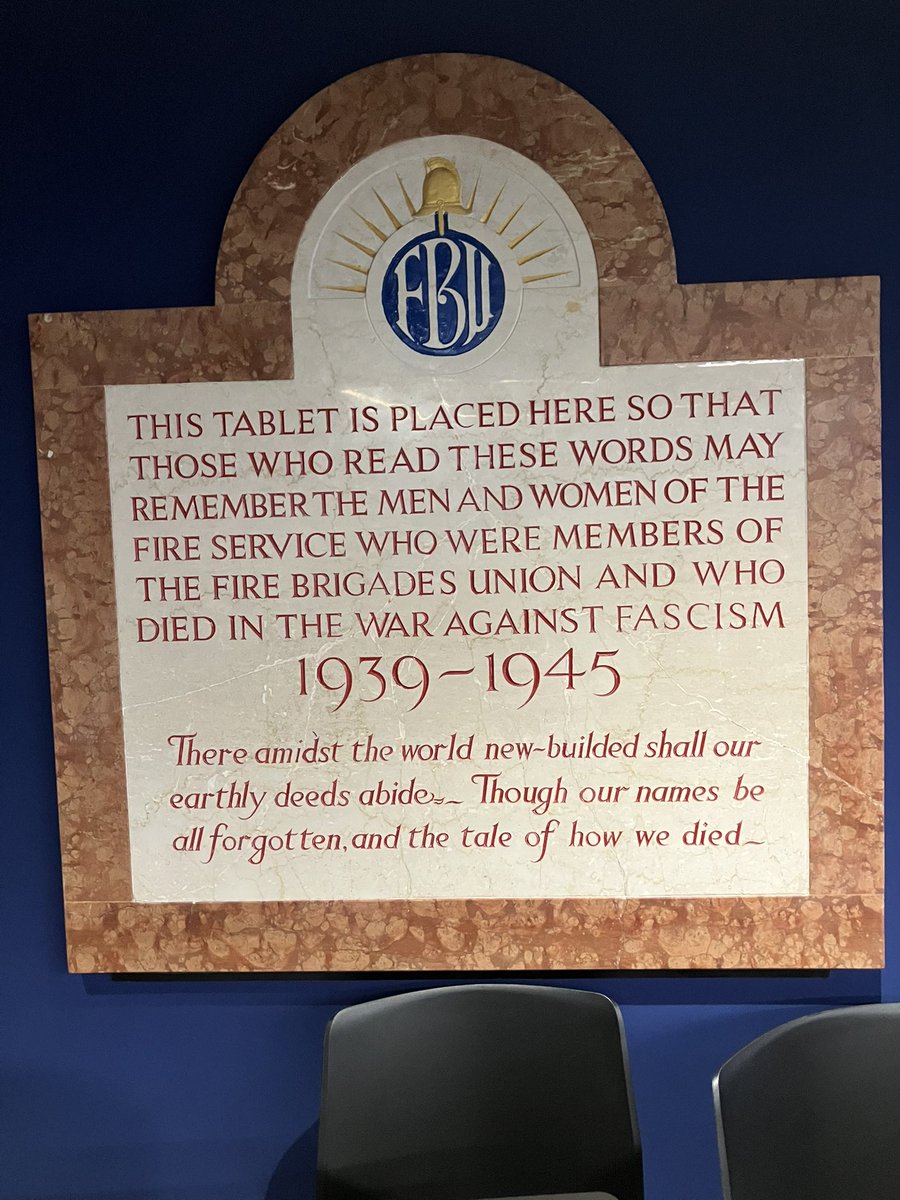 FBU
THIS TABLET IS PLACED HERE SO THAT
THOSE WHO READ THESE WORDS MAY
REMEMBER THE MEN AND WOMEN OF THE
FIRE SERVICE WHO WERE MEMBERS OF
THE FIRE BRIGADES UNION AND WHO
DIED IN THE WAR AGAINST FASCISM
1939~1945
There amidst the world new-builded shall our
earthly deeds abide~ Though our names be
all forgotten, and the tale of how we died~